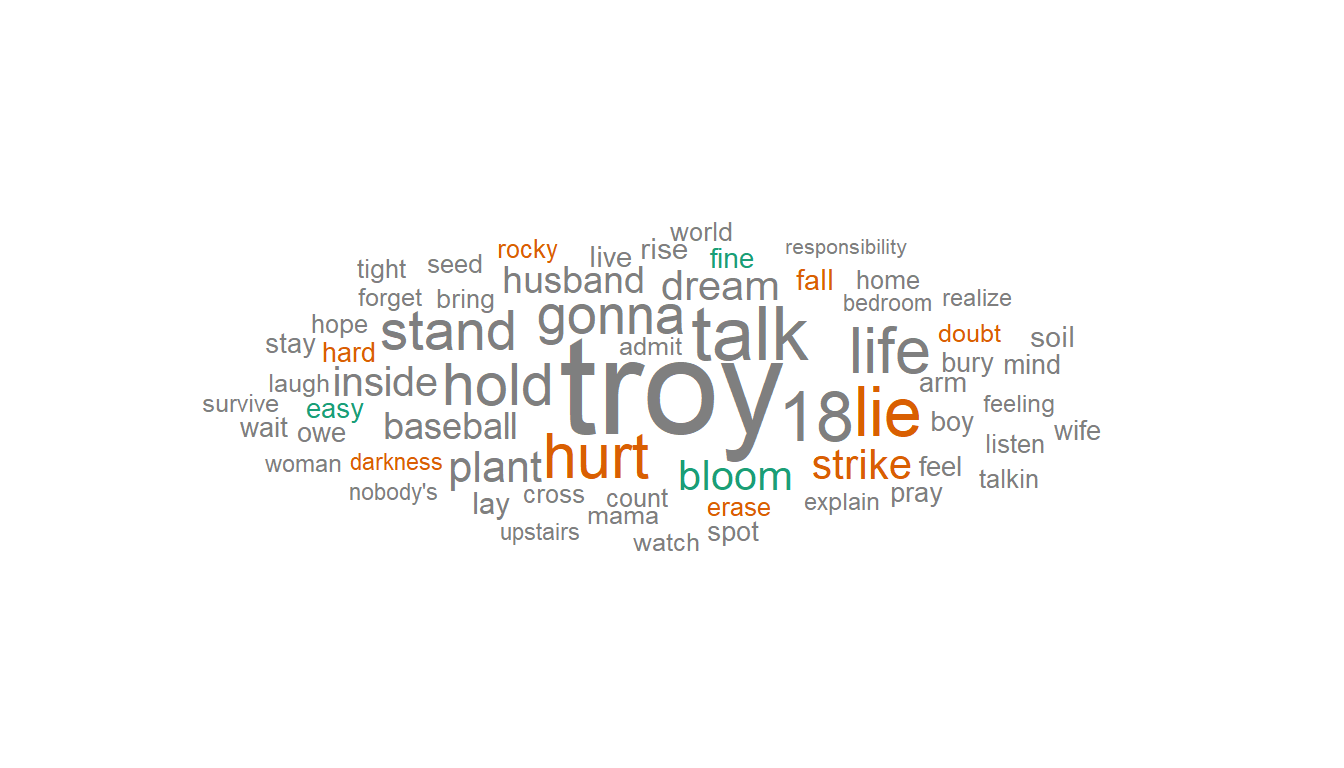 world
rocky live rise fine responsibility
tight seed husband dream fall home
forget bring gonna bedroom realize
hope stand admit talk life doubt soil
stay hard bury mind
laugh inside hold troy 18 lie arm
survive easy baseball boy feeling
wait owe hurt listen wife
woman darkness plant bloom strike feel talkin
nobody's lay cross count erase explain pray
upstairs mama watch spot